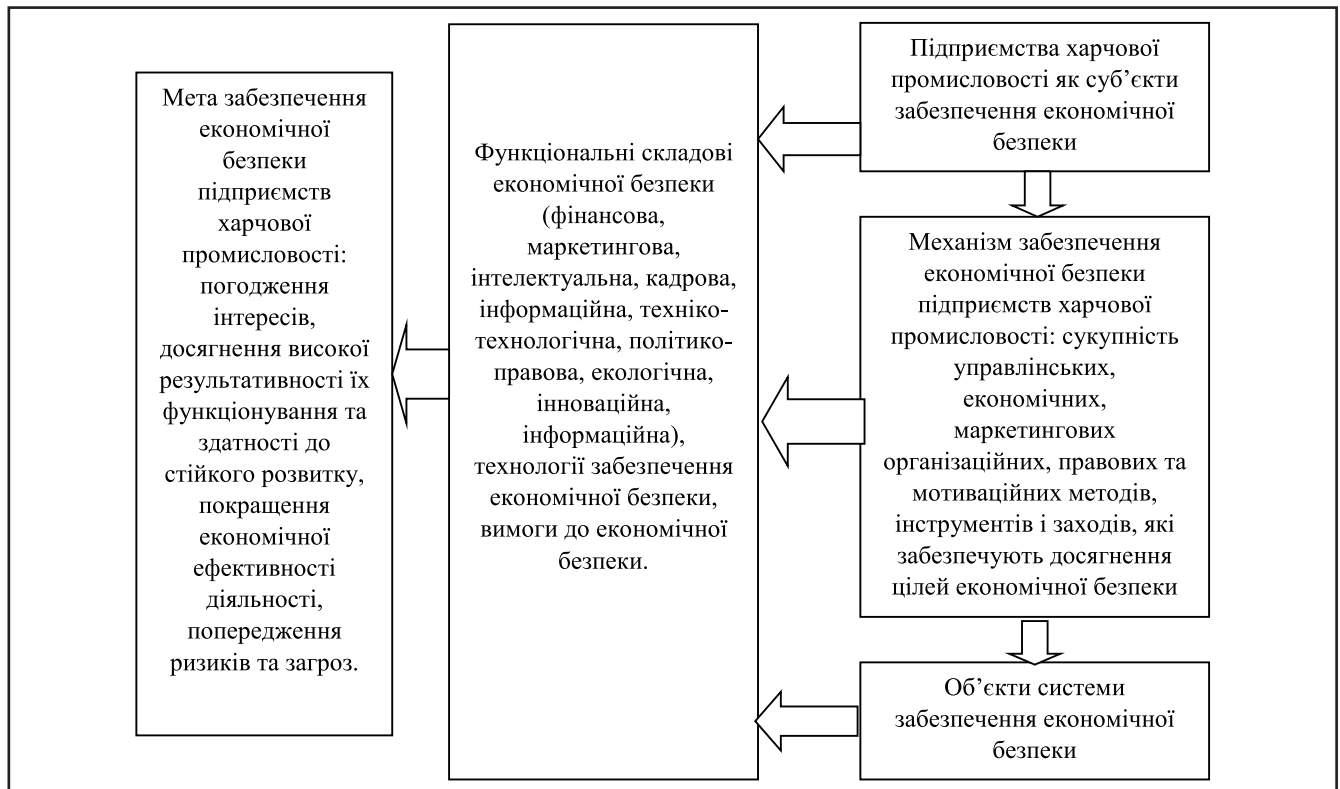 Мета забезпечення
економічної
безпеки
підприємств
харчової
промисловості:
погодження
інтересів,
досягнення високої
результативності їх
функціонування та
здатності до
стійкого розвитку,
покращення
економічної
ефективності
діяльності,
попередження
ризиків та загроз.
Функціональні складові
економічної безпеки
(фінансова,
маркетингова,
інтелектуальна, кадрова,
інформаційна, техніко-
технологічна, політико-
правова, екологічна,
інноваційна,
інформаційна),
технології забезпечення
економічної безпеки,
вимоги до економічної
безпеки.
Підприємства харчової
промисловості як суб’єкти
забезпечення економічної
безпеки
Механізм забезпечення
економічної безпеки
підприємств харчової
промисловості: сукупність
управлінських,
економічних,
маркетингових
організаційних, правових та
мотиваційних методів,
інструментів і заходів, які
забезпечують досягнення
цілей економічної безпеки
Об’єкти системи
забезпечення економічної
безпеки